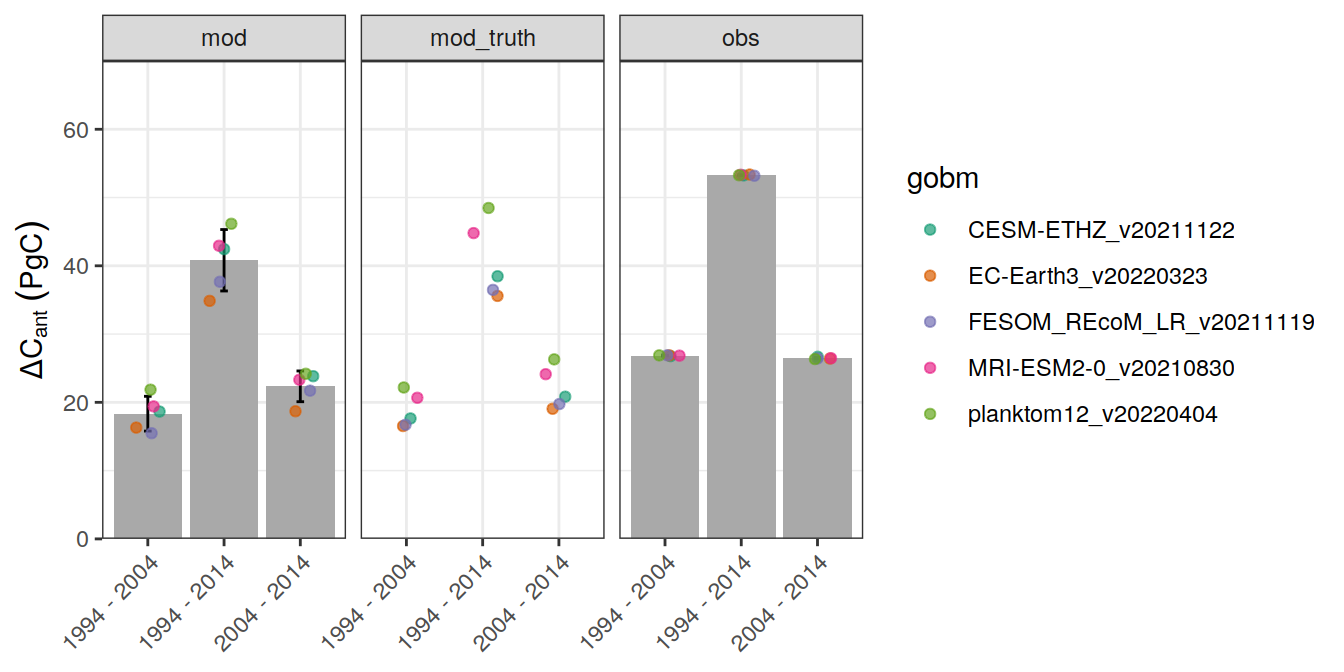 mod
mod_truth
obs
ΔCant (PgC)
60
40
20
0
1994 - 2004
1994 - 2014
2004 - 2014
1994 - 2004
1994 - 2014
2004 - 2014
1994 - 2004
1994 - 2014
2004 - 2014
gobm
CESM-ETHZ_v20211122
EC-Earth3_v20220323
FESOM_REcoM_LR_v20211119
MRI-ESM2-0_v20210830
planktom12_v20220404